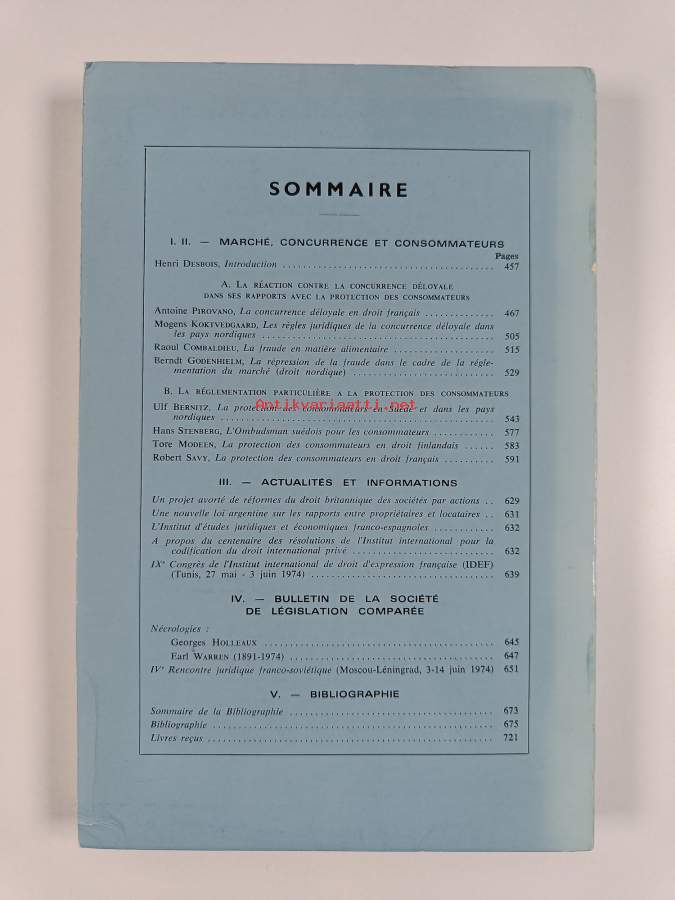 SOMMAIRE
I. II. — MARCHÉ, CONCURRENCE ET CONSOMMATEURS
Pages
Henri DESBOIS, Introduction ........................................ 457
A. LA RÉACTION CONTRE LA CONCURRENCE DÉLOYALE
DANS SES RAPPORTS AVEC LA PROTECTION DES CONSOMMATEURS
Antoine PIROVANO, La concurrence déloyale en droit français .............. 467
Mogens KOKTVEDGAARD, Les règles juridiques de la concurrence déloyale dans
les pays nordiques ........................................ 505
Raoul COMBALDIEU, La fraude en matière alimentaire .................... 515
Berndt GODENHIELM, La répression de la fraude dans le cadre de la régle-
mentation du marché (droit nordique) ........................... 529
B. LA RÉGLEMENTATION PARTICULIÈRE A LA PROTECTION DES CONSOMMATEURS
Antikvariaatti.net
Ulf BERNITZ, La protection des consommateurs en Suède et dans les pays
nordiques ........................................ 543
Hans STENBERG, L'Ombudsman suédois pour les consommateurs ............ 577
Tore MODEEN, La protection des consommateurs en droit finlandais ...... 583
Robert SAVY, La protection des consommateurs en droit français .......... 591
III. — ACTUALITÉS ET INFORMATIONS
Un projet avorté de réformes du droit britannique des sociétés par actions .. 629
Une nouvelle loi argentine sur les rapports entre propriétaires et locataires .. 631
L'Institut d'études juridiques et économiques franco-espagnoles ............ 632
A propos du centenaire des résolutions de l'Institut international pour la
codification du droit international privé ........................... 632
IXe Congrès de l'Institut international de droit d'expression française (IDEF)
(Tunis, 27 mai - 3 juin 1974) ................................... 639
IV. — BULLETIN DE LA SOCIÉTÉ
DE LÉGISLATION COMPARÉE
Nécrologies :
Georges HOLLEAUX ........................................ 645
Earl WARREN (1891-1974) ........................................ 647
IVe Rencontre juridique franco-soviétique (Moscou-Léningrad, 3-14 juin 1974) 651
V. — BIBLIOGRAPHIE
Sommaire de la Bibliographie ........................................ 673
Bibliographie ........................................ 675
Livres reçus ........................................ 721